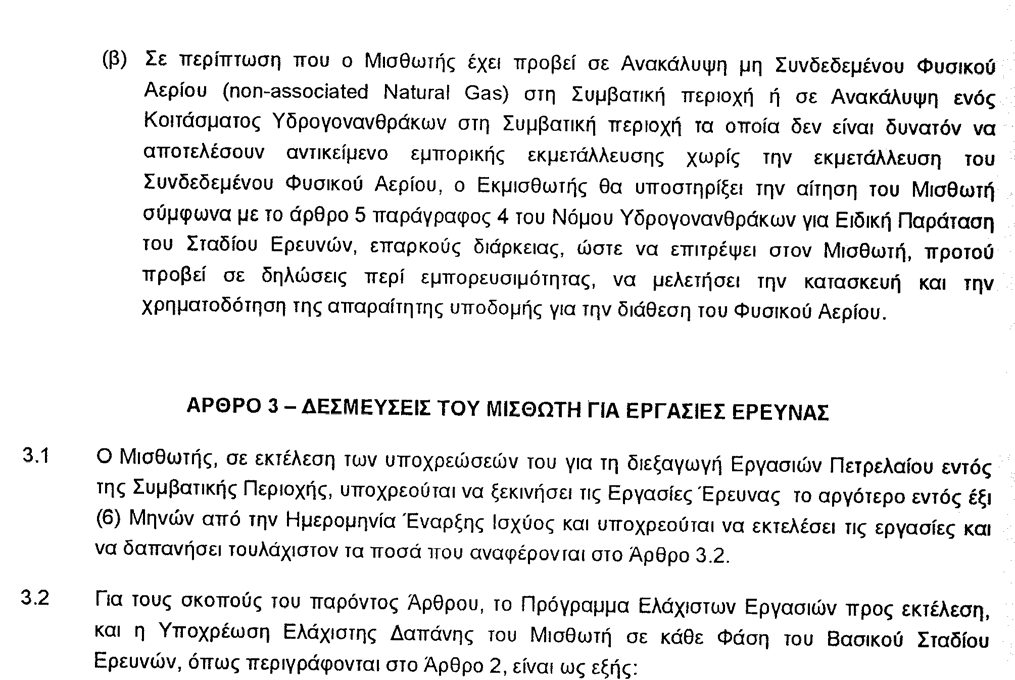 (β) Σε περίπτωση που ο Μισθωτής έχει προβεί σε Ανακάλυψη μη Συνδεδεμένου Φυσικού
Αερίου (non-associated Natural Gas) στη Συμβατική περιοχή ή σε Ανακάλυψη ενός
Κοιτάσματος Υδρογονανθράκων στη Συμβατική περιοχή τα οποία δεν είναι δυνατόν να
αποτελέσουν αντικείμενο εμπορικής εκμετάλλευσης χωρίς την εκμετάλλευση του
Συνδεδεμένου Φυσικού Αερίου, ο Εκμισθωτής θα υποστηρίξει την αίτηση του Μισθωτή
σύμφωνα με το άρθρο 5 παράγραφος 4 του Νόμου Υδρογονανθράκων για Ειδική Παράταση
του Σταδίου Ερευνών, επαρκούς διάρκειας, ώστε να επιτρέψει στον Μισθωτή, προτού
προβεί σε δηλώσεις περί εμπορευσιμότητας, να μελετήσει την κατασκευή και την
χρηματοδότηση της απαραίτητης υποδομής για την διάθεση του Φυσικού Αερίου.
ΑΡΘΡΟ 3 – ΔΕΣΜΕΥΣΕΙΣ ΤΟΥ ΜΙΣΘΩΤΗ ΓΙΑ ΕΡΓΑΣΙΕΣ ΕΡΕΥΝΑΣ
3.1 Ο Μισθωτής, σε εκτέλεση των υποχρεώσεών του για τη διεξαγωγή Εργασιών Πετρελαίου εντός
της Συμβατικής Περιοχής, υποχρεούται να ξεκινήσει τις Εργασίες Έρευνας το αργότερο εντός έξι
(6) Μηνών από την Ημερομηνία Έναρξης Ισχύος και υποχρεούται να εκτελέσει τις εργασίες και
να δαπανήσει τουλάχιστον τα ποσά που αναφέρονται στο Άρθρο 3.2.
3.2 Για τους σκοπούς του παρόντος Άρθρου, το Πρόγραμμα Ελάχιστων Εργασιών προς εκτέλεση,
και η Υποχρέωση Ελάχιστης Δαπάνης του Μισθωτή σε κάθε Φάση του Βασικού Σταδίου
Ερευνών, όπως περιγράφονται στο Άρθρο 2, είναι ως εξής: